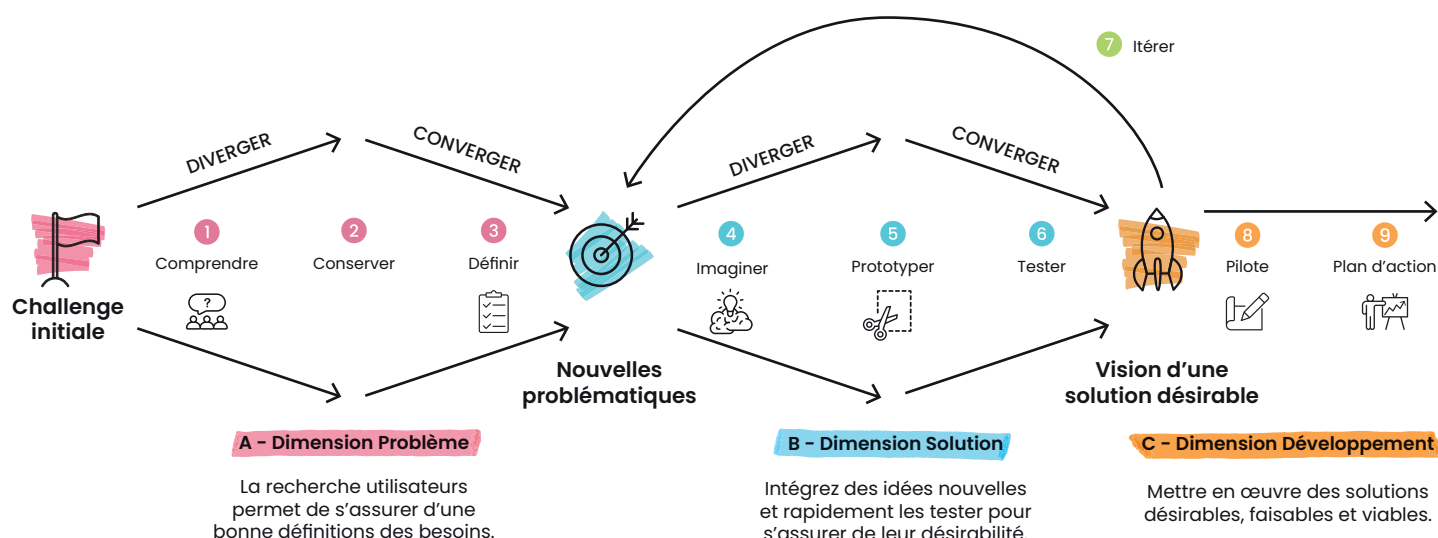 7 Itérer
DIVERGER
CONVERGER
DIVERGER
CONVERGER
1
Comprendre
2
Conserver
3
Définir
4
Imaginer
5
Prototyper
6
Tester
8
Pilote
9
Plan d’action
?
Challenge
initiale
Nouvelles
problématiques
Vision d’une
solution désirable
A - Dimension Problème
La recherche utilisateurs
permet de s’assurer d’une
bonne définitions des besoins.
B - Dimension Solution
Intégrez des idées nouvelles
et rapidement les tester pour
s’assurer de leur désirabilité.
C - Dimension Développement
Mettre en œuvre des solutions
désirables, faisables et viables.